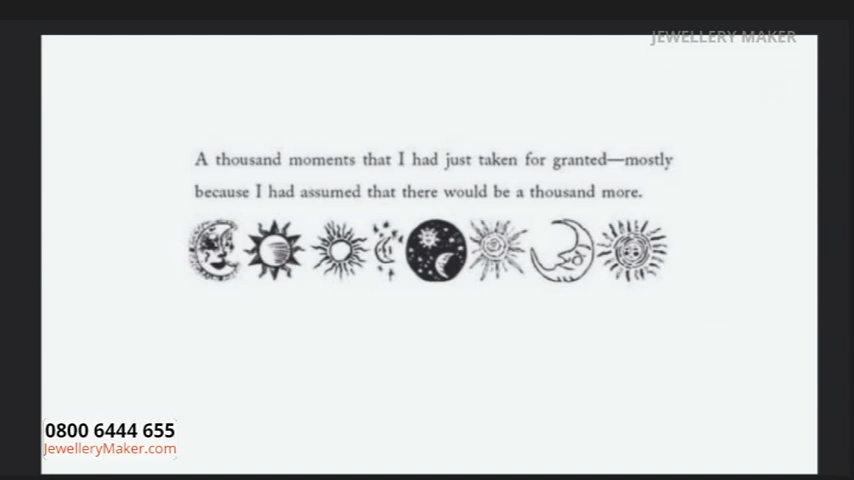 JEWELLERY MAKER
A thousand moments that I had just taken for granted—mostly
because I had assumed that there would be a thousand more.
0800 6444 655
JewelleryMaker.com